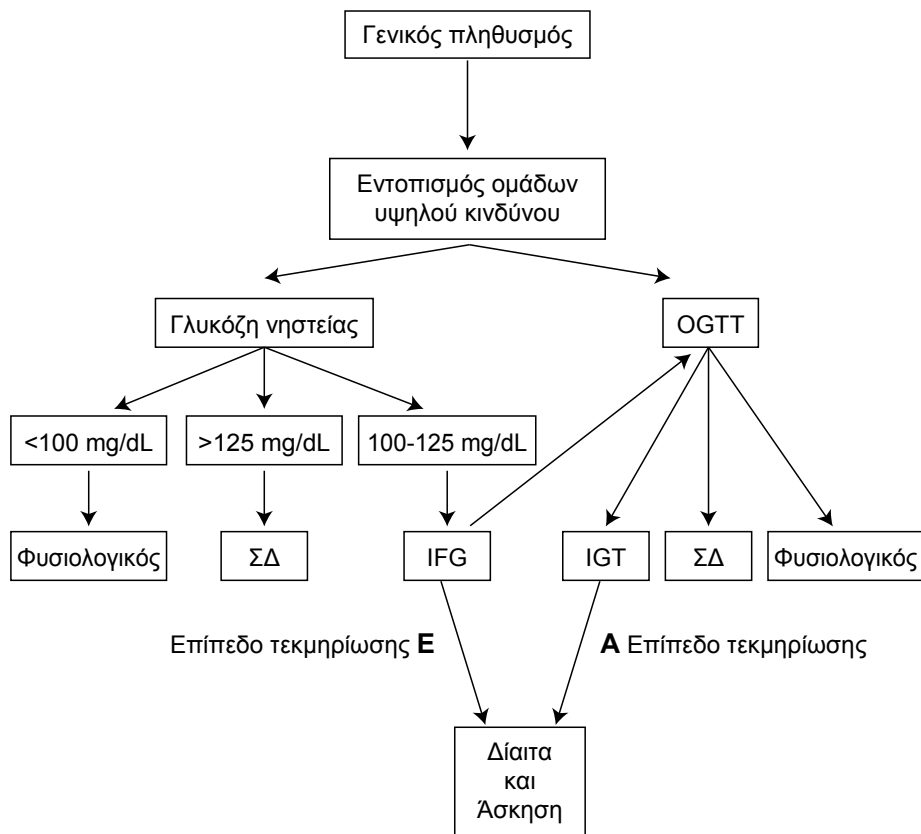 Γενικός πληθυσμός
Εντοπισμός ομάδων
υψηλού κινδύνου
Γλυκόζη νηστείας
OGTT
<100 mg/dL
>125 mg/dL
100-125 mg/dL
Φυσιολογικός
ΣΔ
IFG
IGT
ΣΔ
Φυσιολογικός
Επίπεδο τεκμηρίωσης E
A Επίπεδο τεκμηρίωσης
Δίαιτα
και
Άσκηση